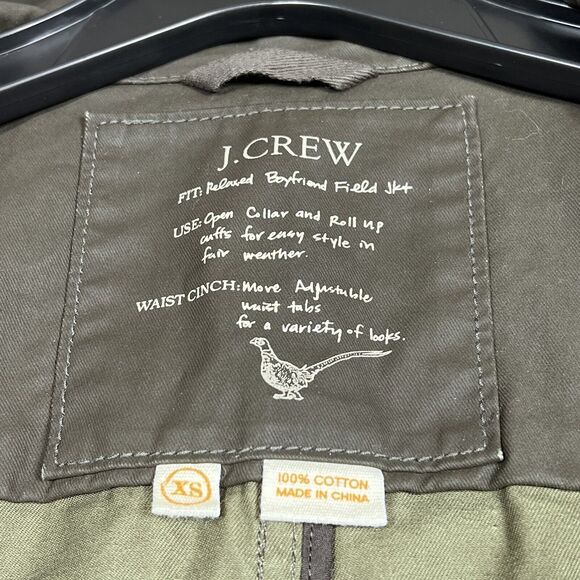 J.CREW
FIT: Relaxed Boyfriend Field Jkt
USE: Open Collar and Roll up
cuffs for easy style in
fair weather.
WAIST CINCH: Move Adjustable
waist tabs
for a variety of looks.
XS
100% COTTON
MADE IN CHINA